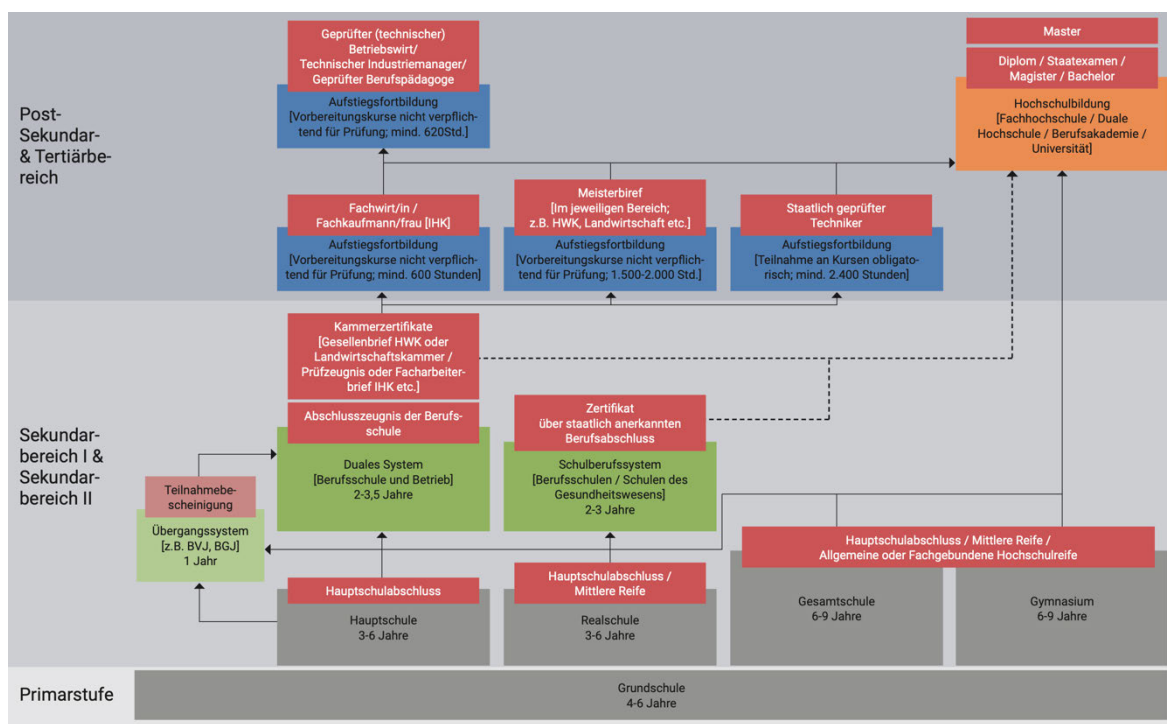 Geprüfter (technischer)
Betriebswirt/
Technischer Industriemanager/
Geprüfter Berufspädagoge
Aufstiegsfortbildung
[Vorbereitungskurse nicht verpflich-
tend für Prüfung; mind. 620Std.]
Master
Diplom / Staatexamen /
Magister / Bachelor
Hochschulbildung
[Fachhochschule / Duale
Hochschule / Berufsakademie /
Universität]
Post-
Sekundar-
& Tertiärbe-
reich
Fachwirt/in /
Fachkaufmann/frau [IHK]
Aufstiegsfortbildung
[Vorbereitungskurse nicht verpflich-
tend für Prüfung; mind. 600 Stunden]
Meisterbiref
[Im jeweiligen Bereich;
z.B. HWK, Landwirtschaft etc.]
Aufstiegsfortbildung
[Vorbereitungskurse nicht verpflich-
tend für Prüfung; 1.500-2.000 Std.]
Staatlich geprüfter
Techniker
Aufstiegsfortbildung
[Teilnahme an Kursen obligato-
risch; mind. 2.400 Stunden]
Kammerzertifikate
[Gesellenbrief HWK oder
Landwirtschaftskammer /
Prüfzeugnis oder Facharbeiter-
brief IHK etc.]
Abschlusszeugnis der Berufs-
schule
Duales System
[Berufsschule und Betrieb]
2-3,5 Jahre
Zertifikat
über staatlich anerkannten
Berufsabschluss
Schulberufssystem
[Berufsschulen / Schulen des
Gesundheitswesens]
2-3 Jahre
Sekundar-
bereich I &
Sekundar-
bereich II
Teilnahmebe-
scheinigung
Übergangssystem
[z.B. BVJ, BGJ]
1 Jahr
Hauptschulabschluss
Hauptschule
3-6 Jahre
Hauptschulabschluss /
Mittlere Reife
Realschule
3-6 Jahre
Hauptschulabschluss / Mittlere Reife /
Allgemeine oder Fachgebundene Hochschulreife
Gesamtschule
6-9 Jahre
Gymnasium
6-9 Jahre
Primarstufe
Grundschule
4-6 Jahre